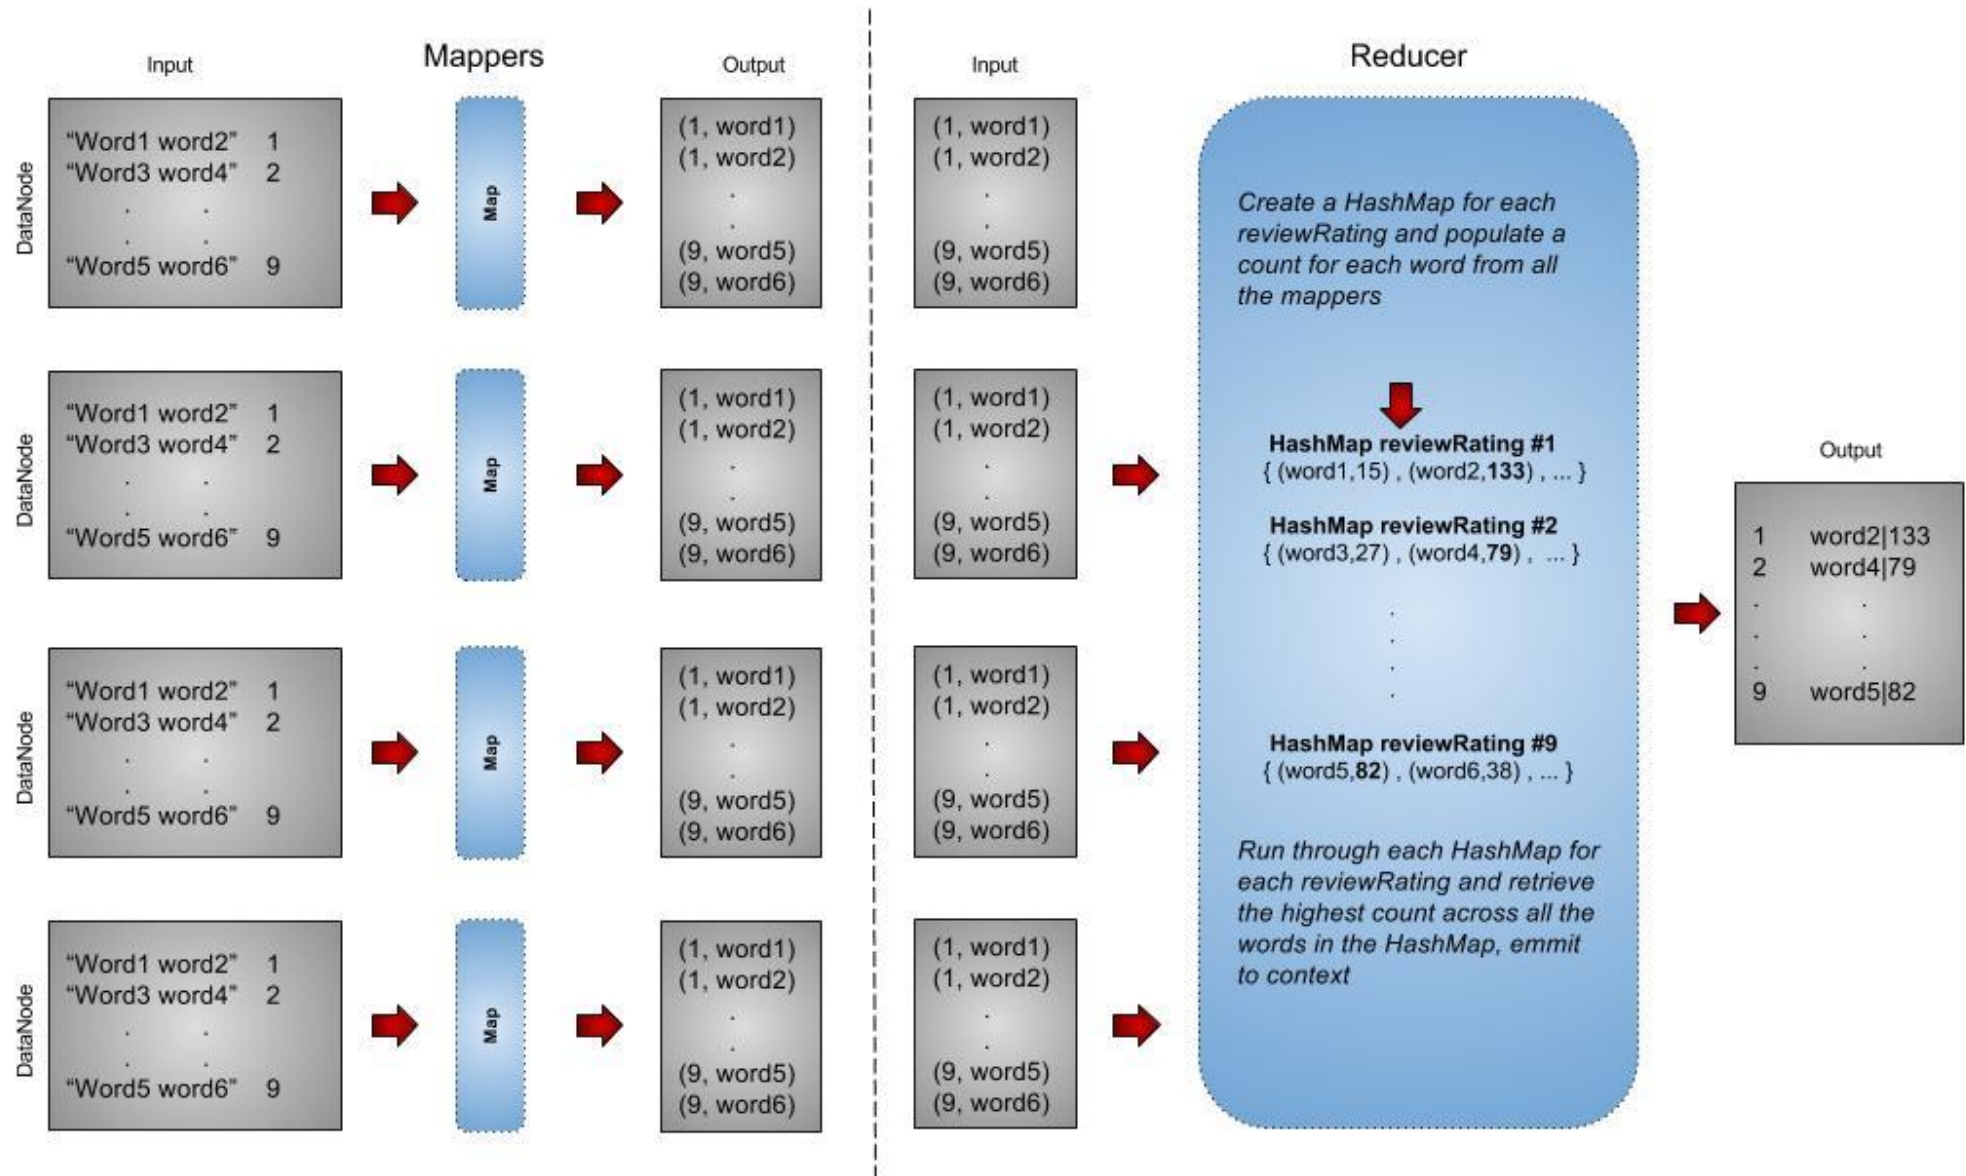 Input
Mappers
Output
Input
Reducer
DataNode
“Word1 word2” 1
“Word3 word4” 2
. .
. .
“Word5 word6” 9
Map
(1, word1)
(1, word2)
.
.
(9, word5)
(9, word6)
(1, word1)
(1, word2)
.
.
(9, word5)
(9, word6)
DataNode
“Word1 word2” 1
“Word3 word4” 2
. .
. .
“Word5 word6” 9
Map
(1, word1)
(1, word2)
.
.
(9, word5)
(9, word6)
(1, word1)
(1, word2)
.
.
(9, word5)
(9, word6)
DataNode
“Word1 word2” 1
“Word3 word4” 2
. .
. .
“Word5 word6” 9
Map
(1, word1)
(1, word2)
.
.
(9, word5)
(9, word6)
(1, word1)
(1, word2)
.
.
(9, word5)
(9, word6)
DataNode
“Word1 word2” 1
“Word3 word4” 2
. .
. .
“Word5 word6” 9
Map
(1, word1)
(1, word2)
.
.
(9, word5)
(9, word6)
(1, word1)
(1, word2)
.
.
(9, word5)
(9, word6)
Create a HashMap for each
reviewRating and populate a
count for each word from all
the mappers
HashMap reviewRating #1
{ (word1,15) , (word2,133) , ... }
HashMap reviewRating #2
{ (word3,27) , (word4,79) , ... }
.
.
.
.
HashMap reviewRating #9
{ (word5,82) , (word6,38) , ... }
Run through each HashMap for
each reviewRating and retrieve
the highest count across all the
words in the HashMap, emmit
to context
Output
1 word2|133
2 word4|79
. .
. .
. .
9 word5|82